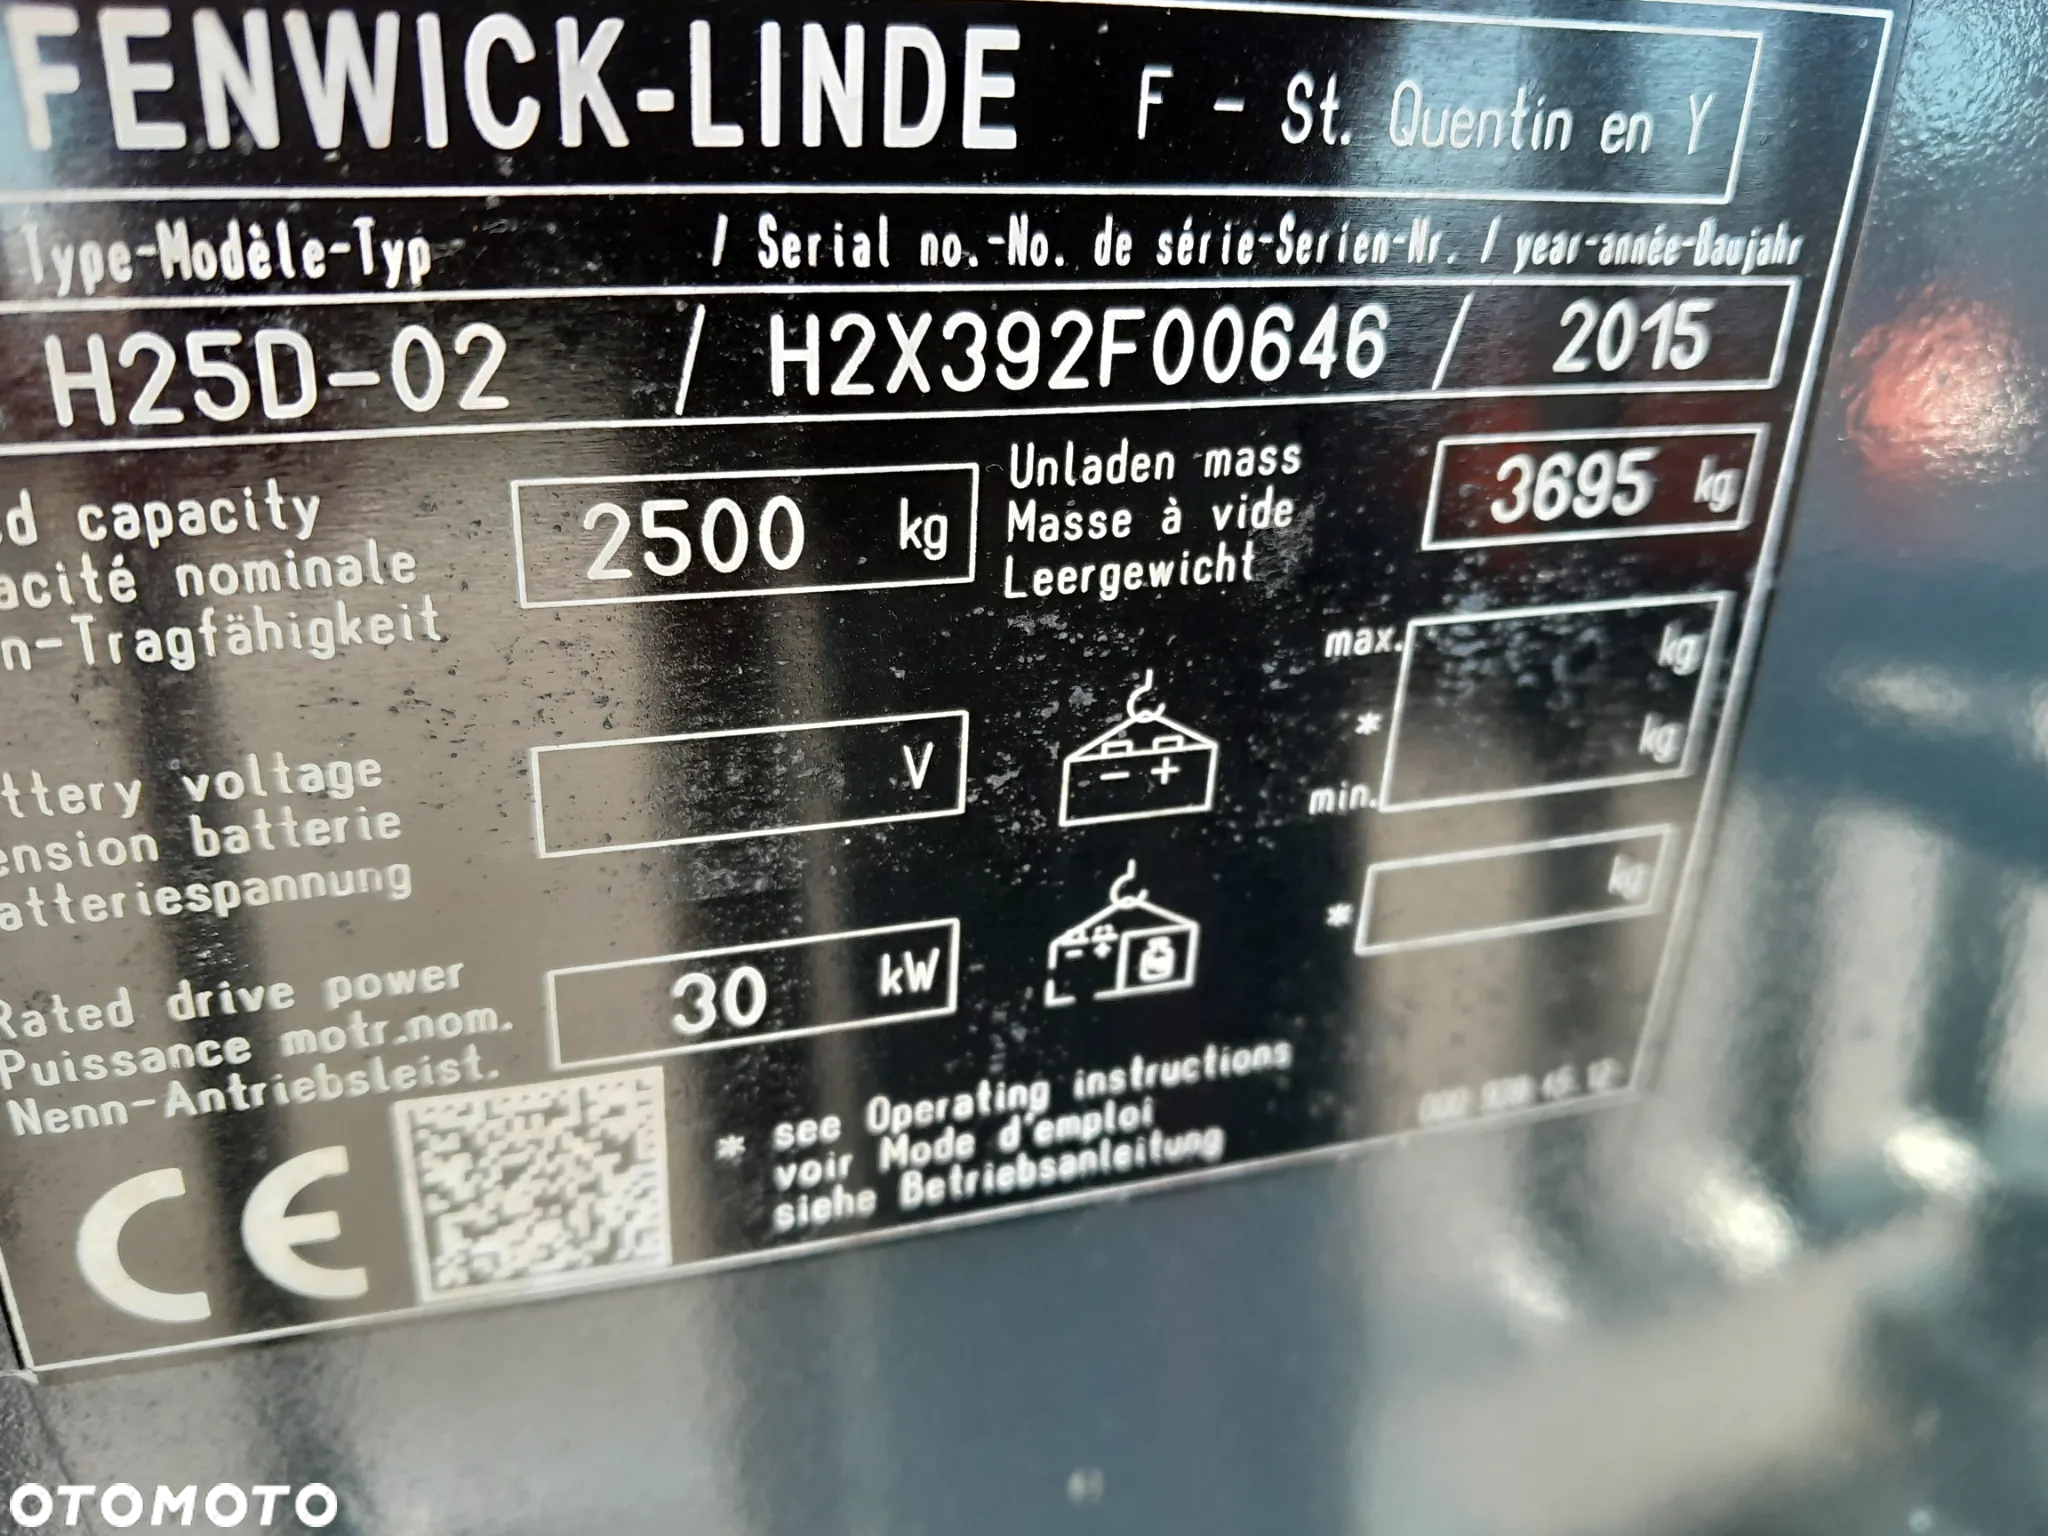 FENWICK-LINDE F - St. Quentin en Y
Type-Modèle-Typ / Serial no.-No. de série-Serien-Nr. / year-année-Baujahr
H25D-02 / H2X392F00646 / 2015
d capacity
acité nominale
n-Tragfähigkeit
2500 kg
Unladen mass
Masse à vide
Leergewicht
3695 kg
max. kg
* kg
min.
ttery voltage
ension batterie
atteriespannung
V
- +
* kg
- +
Rated drive power
Puissance motr.nom.
Nenn-Antriebsleist.
30 kW
* see Operating instructions
voir Mode d'emploi
siehe Betriebsanleitung
CE
OTOMOTO